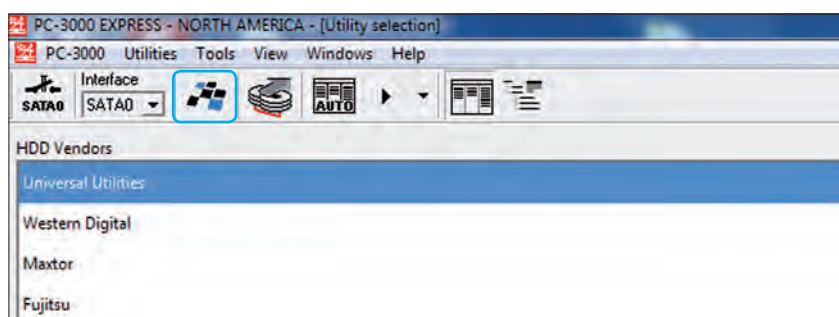 PC-3000 EXPRESS - NORTH AMERICA - [Utility selection]
PC-3000 Utilities Tools View Windows Help
Interface
SATA0 SATA0 AUTO
HDD Vendors
Universal Utilities
Western Digital
Maxtor
Fujitsu